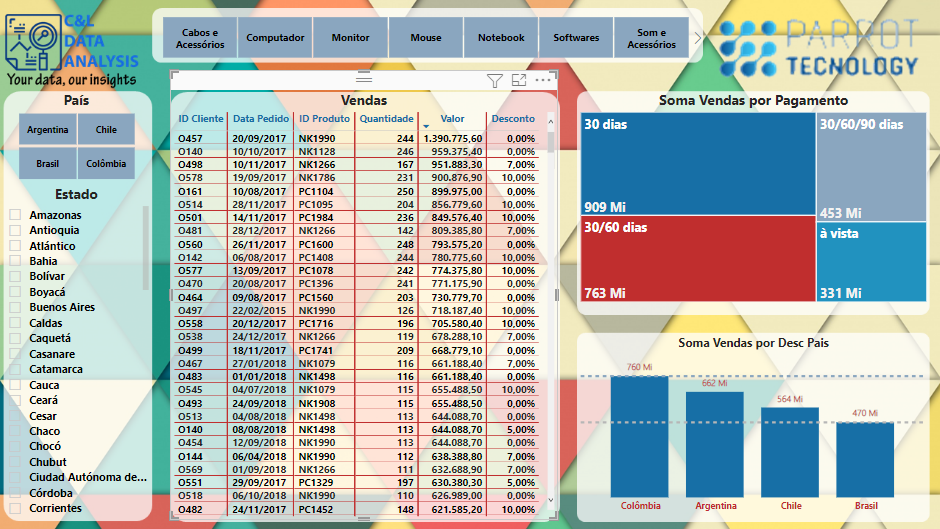 C&L
DATA
ANALYSIS
Your data, our insights
Cabos e
Acessórios
Computador
Monitor
Mouse
Notebook
Softwares
Som e
Acessórios
PARROT
TECNOLOGY
País
Argentina
Chile
Brasil
Colômbia
Estado
Amazonas
Antioquia
Atlántico
Bahia
Bolívar
Boyacá
Buenos Aires
Caldas
Caquetá
Casanare
Catamarca
Cauca
Ceará
Cesar
Chaco
Chocó
Chubut
Ciudad Autónoma de...
Córdoba
Corrientes
Vendas
ID Cliente Data Pedido ID Produto Quantidade Valor Desconto
O457 20/09/2017 NK1990 244 1.390.775,60 0,00%
O140 10/10/2017 NK1128 246 959.375,40 0,00%
O498 10/11/2017 NK1266 167 951.883,30 7,00%
O578 19/09/2017 NK1786 231 900.876,90 10,00%
O161 10/08/2017 PC1104 250 899.975,00 0,00%
O514 28/11/2017 PC1095 204 856.779,60 10,00%
O501 14/11/2017 PC1984 236 849.576,40 10,00%
O481 28/12/2017 NK1266 142 809.385,80 7,00%
O560 26/11/2017 PC1600 248 793.575,20 0,00%
O142 06/08/2017 PC1408 244 780.775,60 10,00%
O577 13/09/2017 PC1078 242 774.375,80 10,00%
O470 20/08/2017 PC1396 241 771.175,90 0,00%
O464 09/08/2017 PC1560 203 730.779,70 0,00%
O497 22/02/2015 NK1990 126 718.187,40 10,00%
O558 20/12/2017 PC1716 196 705.580,40 10,00%
O538 24/12/2017 NK1266 119 678.288,10 7,00%
O499 18/11/2017 PC1741 209 668.779,10 0,00%
O467 27/01/2018 NK1079 116 661.188,40 7,00%
O483 01/01/2018 NK1498 116 661.188,40 0,00%
O545 04/07/2018 NK1079 115 655.488,50 10,00%
O493 24/09/2018 NK1908 115 655.488,50 0,00%
O513 04/08/2018 NK1498 113 644.088,70 0,00%
O140 08/08/2018 NK1498 113 644.088,70 5,00%
O454 12/09/2018 NK1990 113 644.088,70 0,00%
O144 06/04/2018 NK1990 112 638.388,80 7,00%
O569 01/09/2018 NK1266 111 632.688,90 7,00%
O551 29/09/2017 PC1329 197 630.380,30 5,00%
O518 06/10/2018 NK1990 110 626.989,00 0,00%
O482 24/11/2017 PC1452 148 621.585,20 10,00%
Soma Vendas por Pagamento
30 dias
909 Mi
30/60 dias
763 Mi
30/60/90 dias
453 Mi
à vista
331 Mi
Soma Vendas por Desc Pais
760 Mi
662 Mi
564 Mi
470 Mi
Colômbia Argentina Chile Brasil